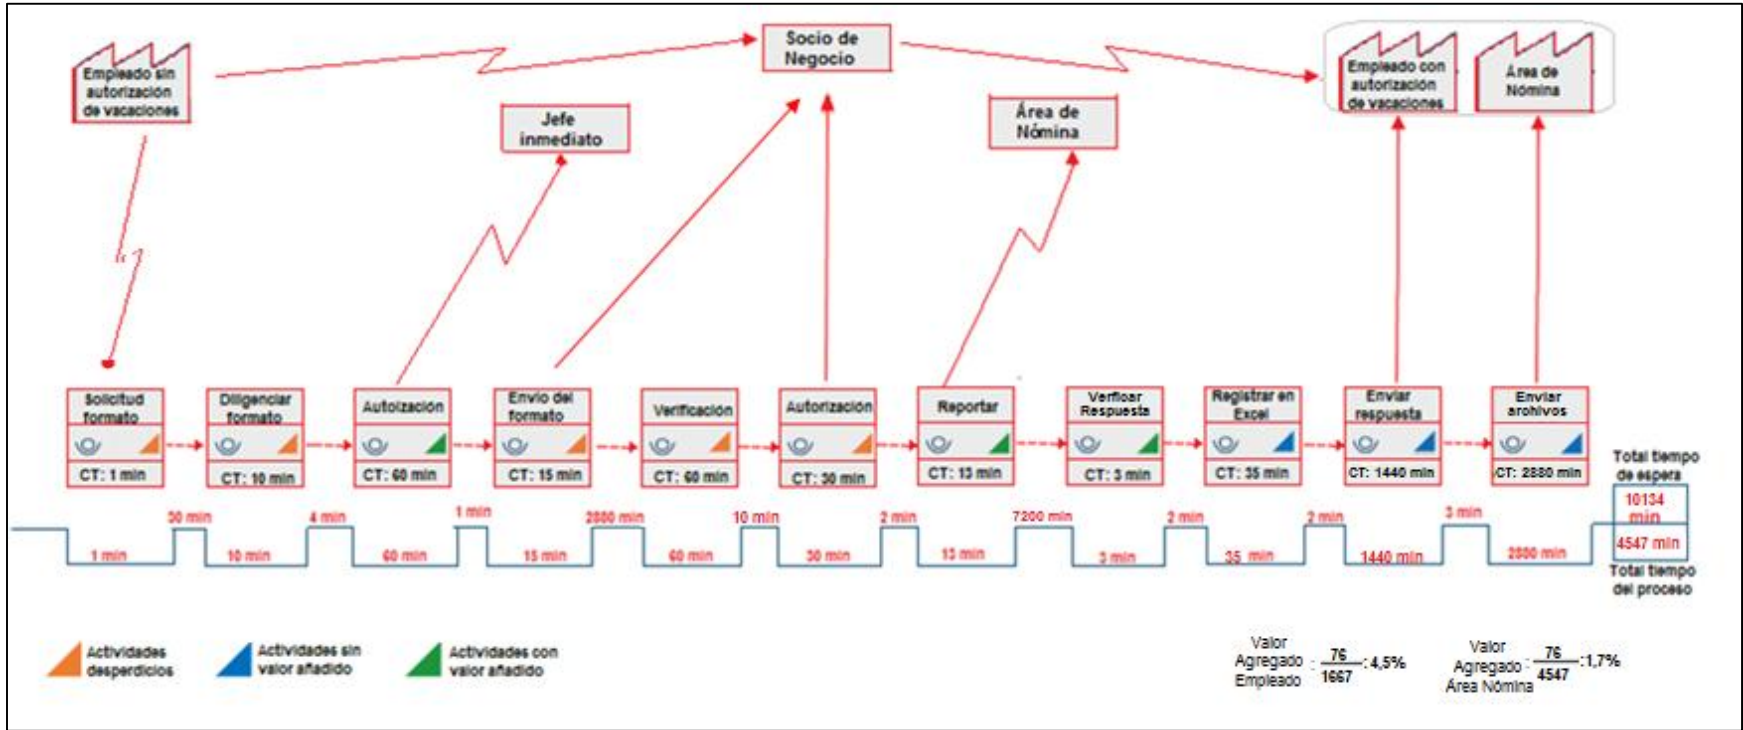 Empleado sin
autorización
de vacaciones
Socio de
Negocio
Empleado con
autorización
de vacaciones
Área de
Nómina
Jefe
inmediato
Área de
Nómina
Solicitud
formato
CT: 1 min
Diligenciar
formato
CT: 10 min
Autoización
CT: 60 min
Envio del
formato
CT: 15 min
Verificación
CT: 60 min
Autorización
CT: 30 min
Reportar
CT: 13 min
Verificar
Respuesta
CT: 3 min
Registrar en
Excel
CT: 35 min
Enviar
respuesta
CT: 1440 min
Enviar
archivos
CT: 2880 min
Total tiempo
de espera
10134
min
4547 min
Total tiempo
del proceso
30 min
4 min
1 min
2880 min
10 min
2 min
7200 min
2 min
2 min
3 min
1 min
10 min
60 min
15 min
60 min
30 min
13 min
3 min
35 min
1440 min
2880 min
Actividades
desperdicios
Actividades sin
valor añadido
Actividades con
valor añadido
Valor
Agregado : 76 : 4,5%
Empleado 1667
Valor
Agregado : 76 :1,7%
Área Nómina 4547